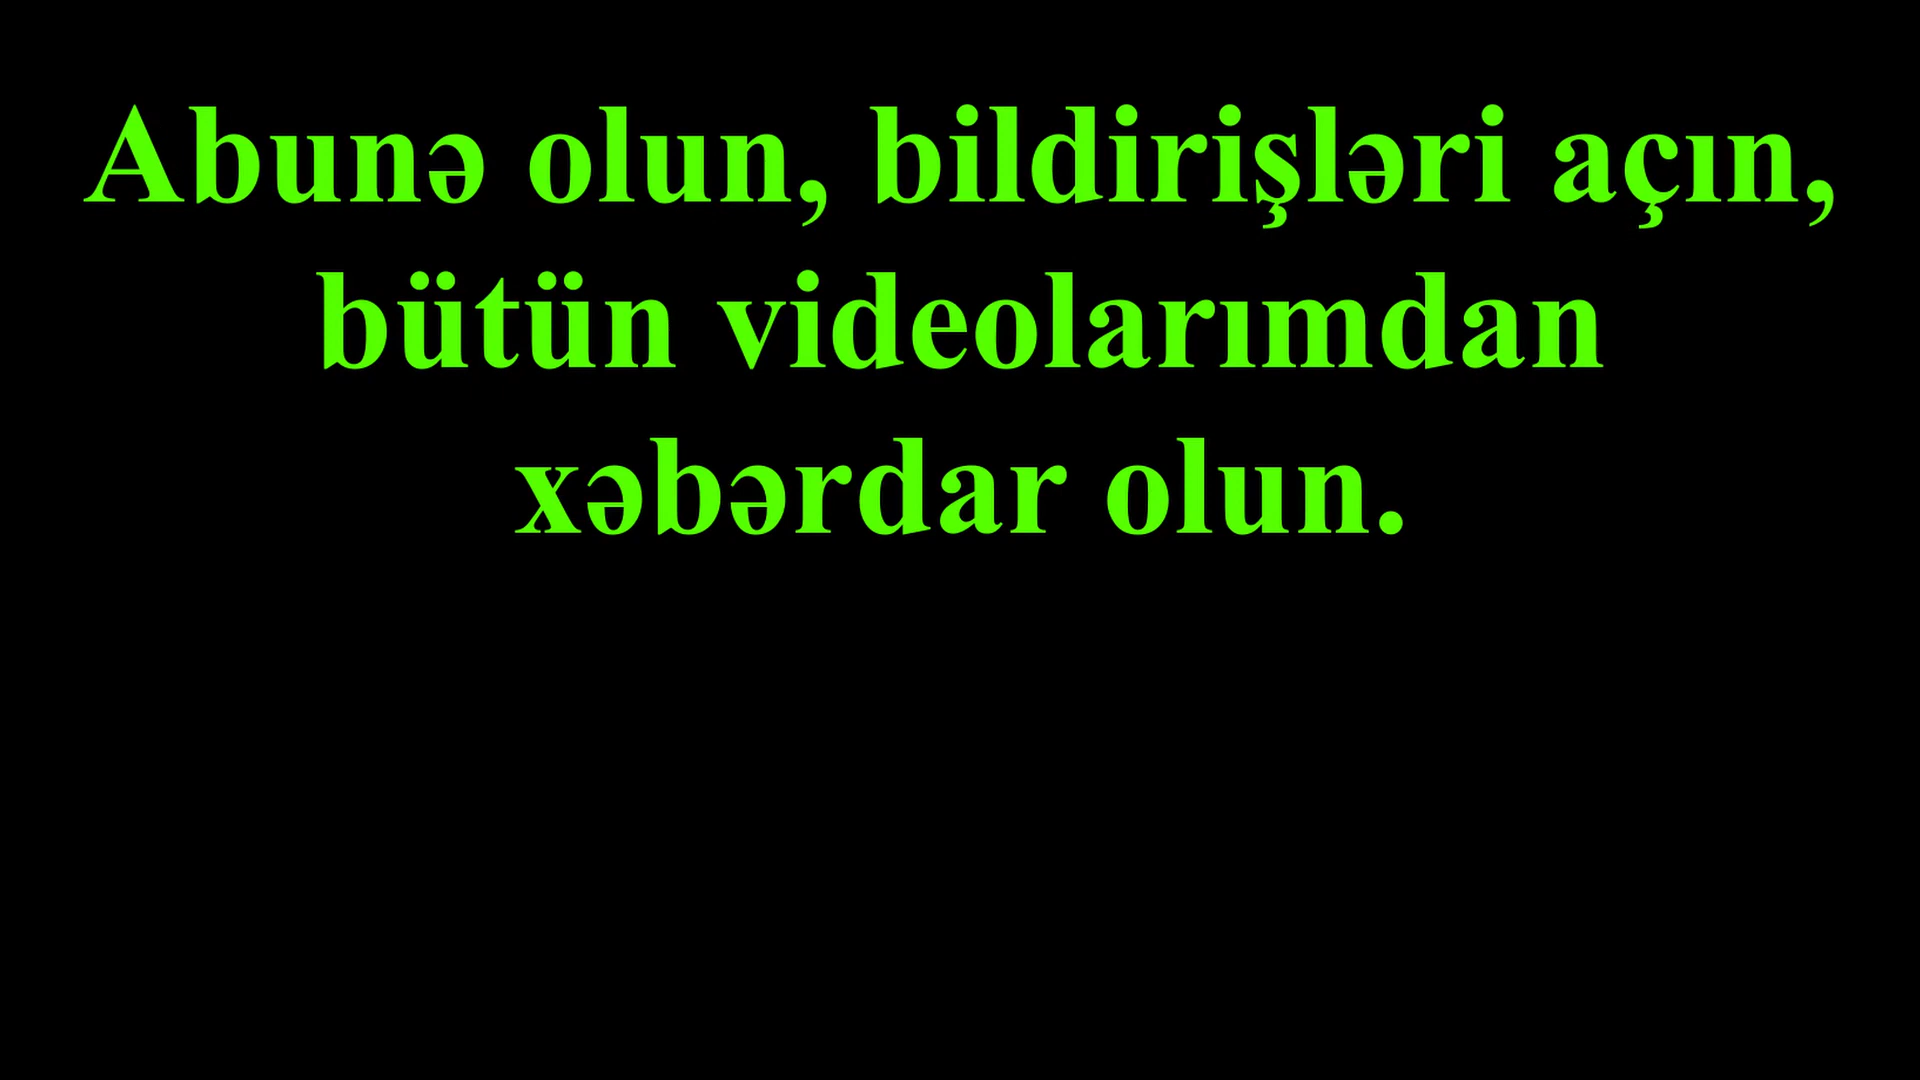 Abunə olun, bildirişləri açın,
bütün videolarımdan
xəbərdar olun.